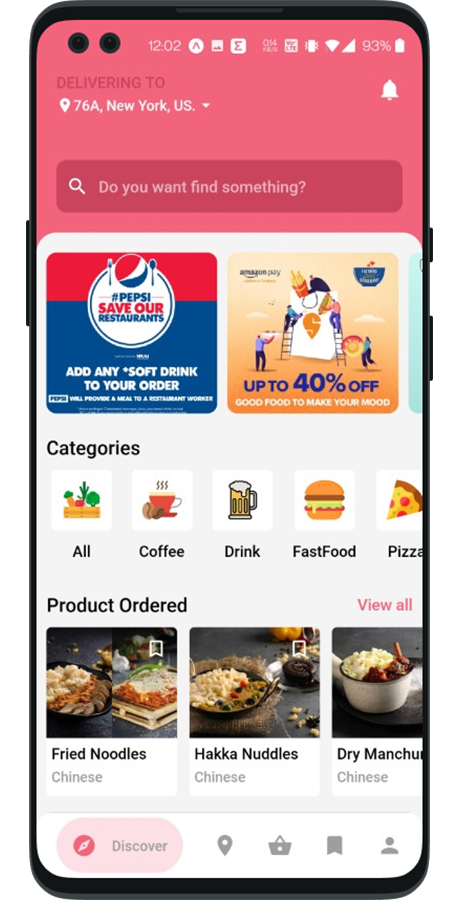 12:02 93%
DELIVERING TO
76A, New York, US.
Do you want find something?
#PEPSI
SAVE OUR
RESTAURANTS
ADD ANY *SOFT DRINK
TO YOUR ORDER
PEPSI WILL PROVIDE A MEAL TO A RESTAURANT WORKER
amazon pay
UP TO 40% OFF
GOOD FOOD TO MAKE YOUR MOOD
Categories
All Coffee Drink FastFood Pizza
Product Ordered View all
Fried Noodles Hakka Nuddles Dry Manchu
Chinese Chinese Chinese
Discover